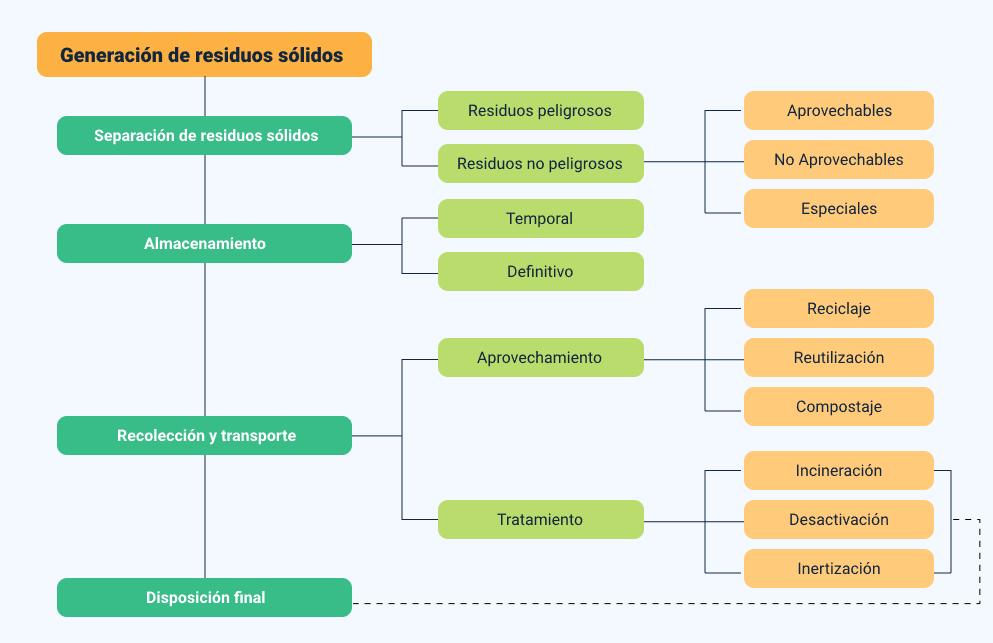 Generación de residuos sólidos
Separación de residuos sólidos
Residuos peligrosos
Residuos no peligrosos
Aprovechables
No Aprovechables
Especiales
Almacenamiento
Temporal
Definitivo
Recolección y transporte
Aprovechamiento
Reciclaje
Reutilización
Compostaje
Tratamiento
Incineración
Desactivación
Inertización
Disposición final